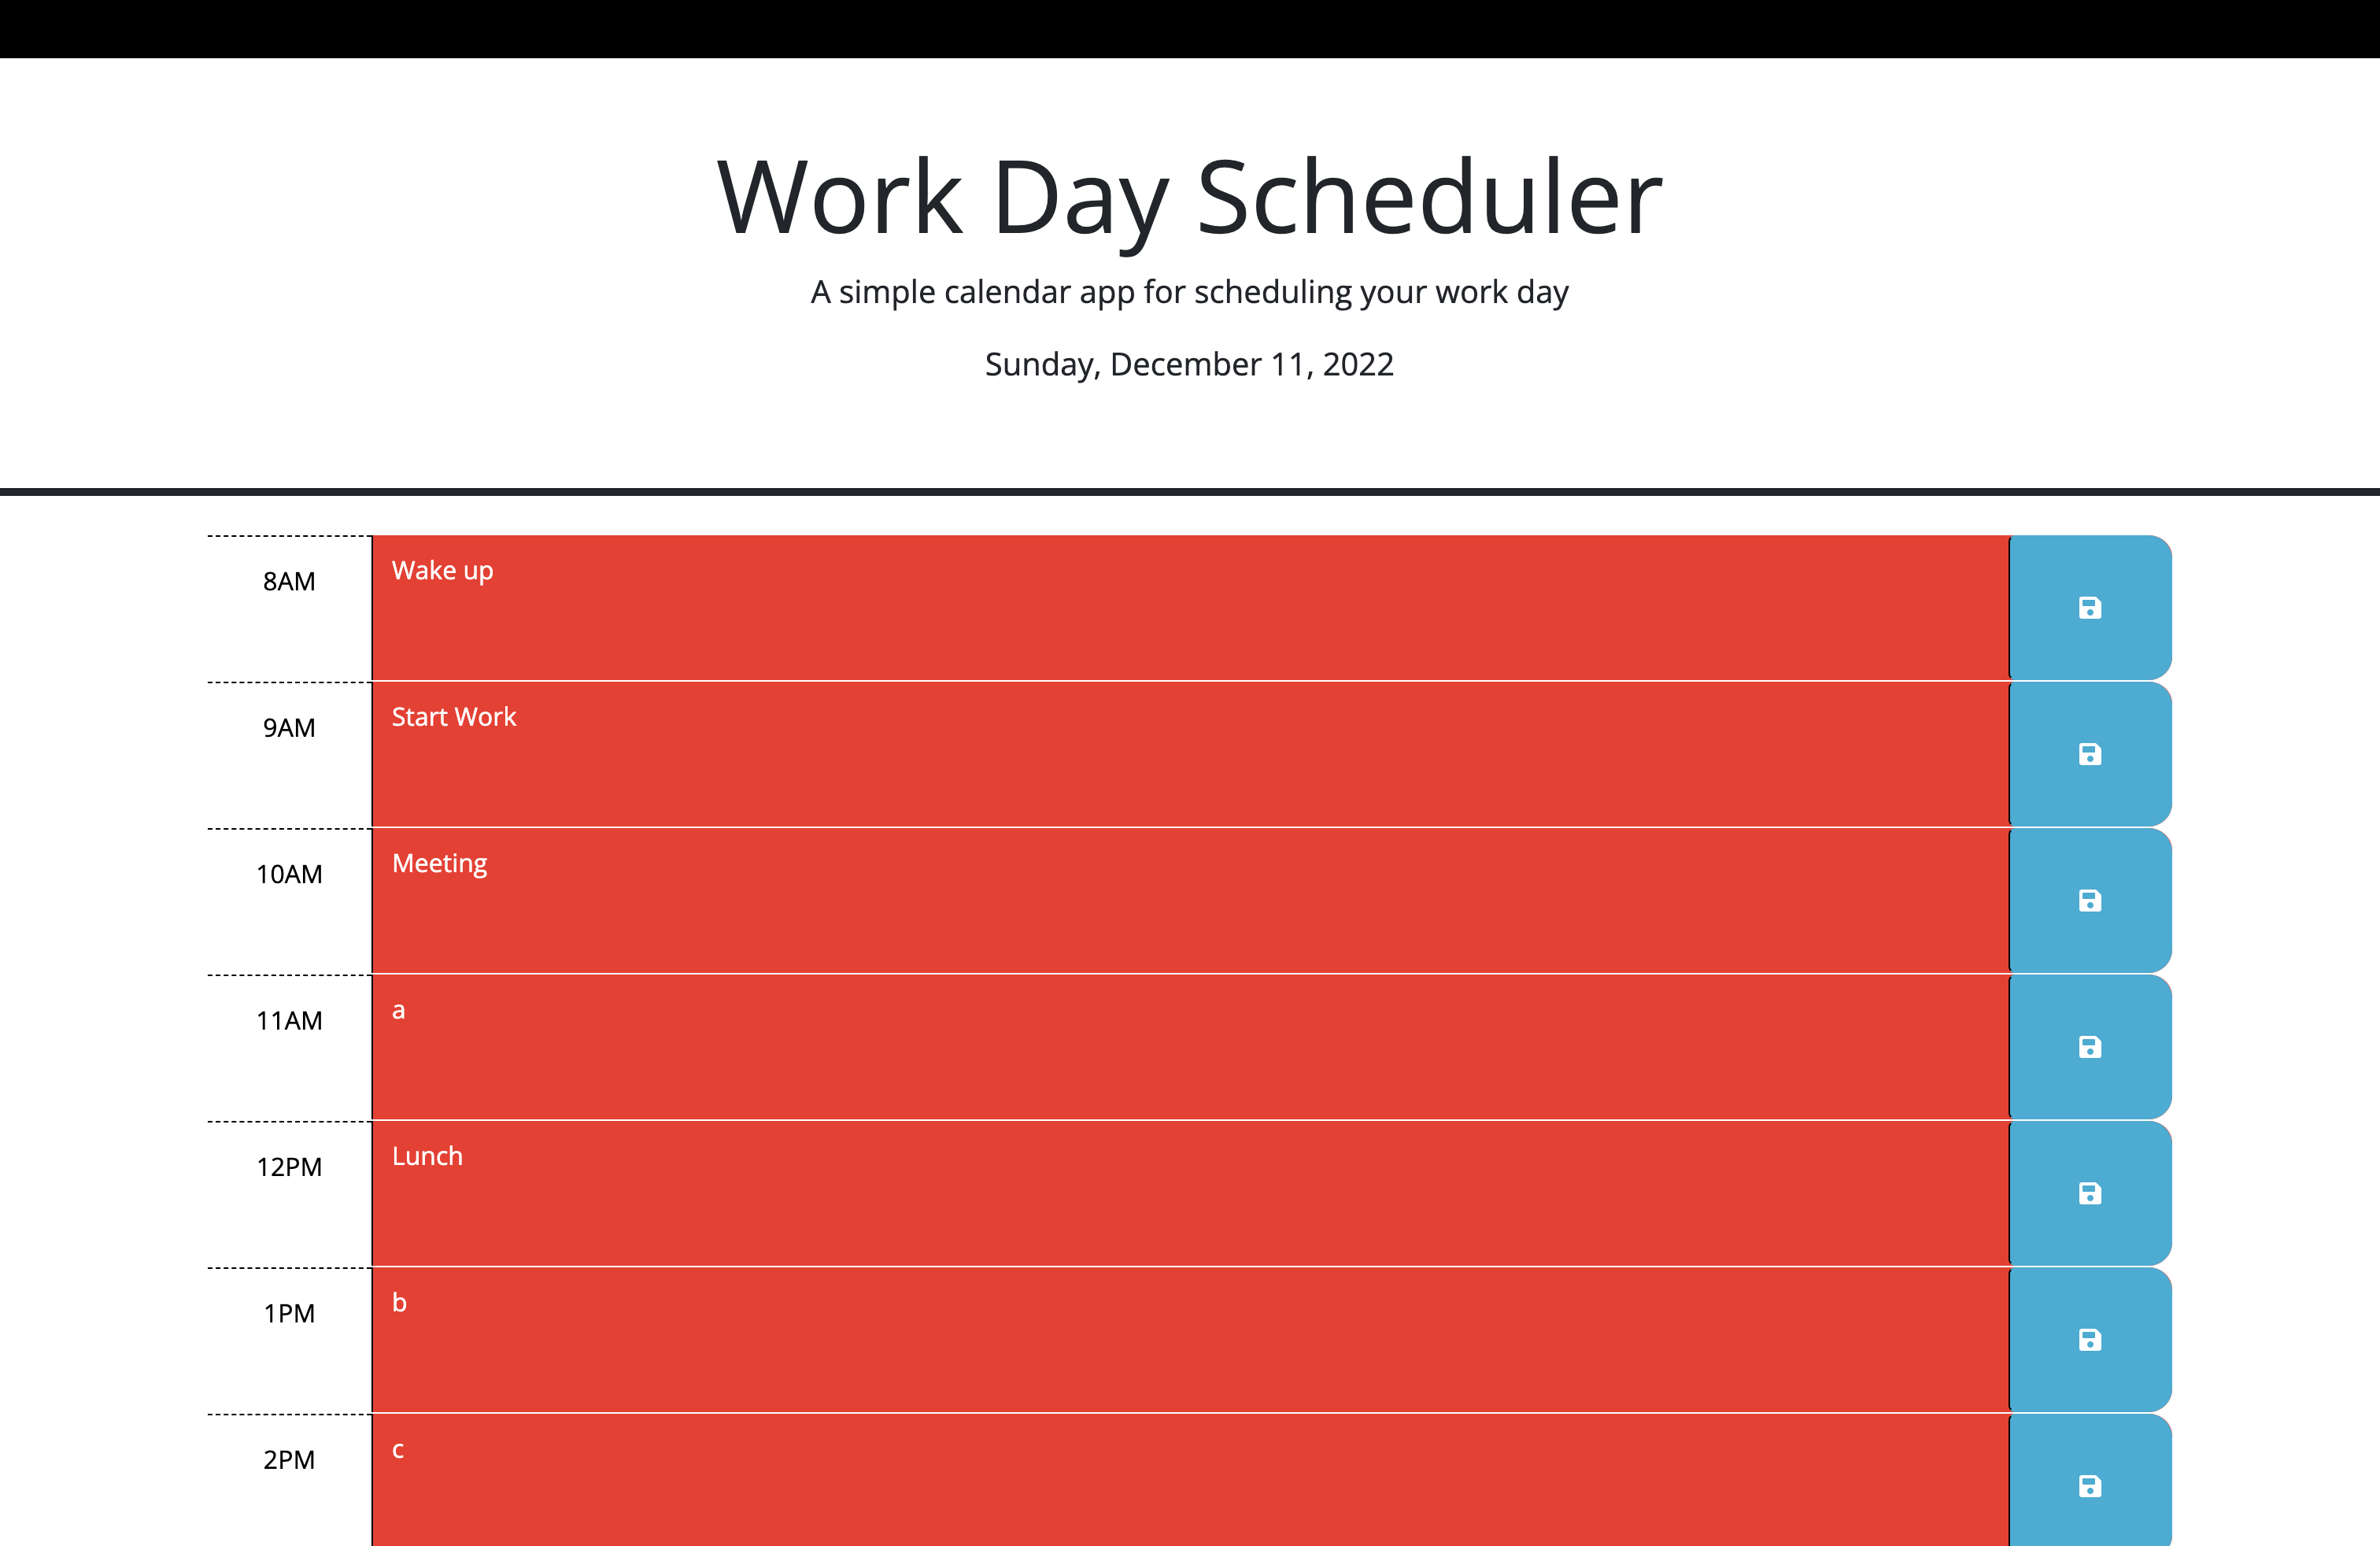 Work Day Scheduler
A simple calendar app for scheduling your work day
Sunday, December 11, 2022
8AM Wake up
9AM Start Work
10AM Meeting
11AM a
12PM Lunch
1PM b
2PM c